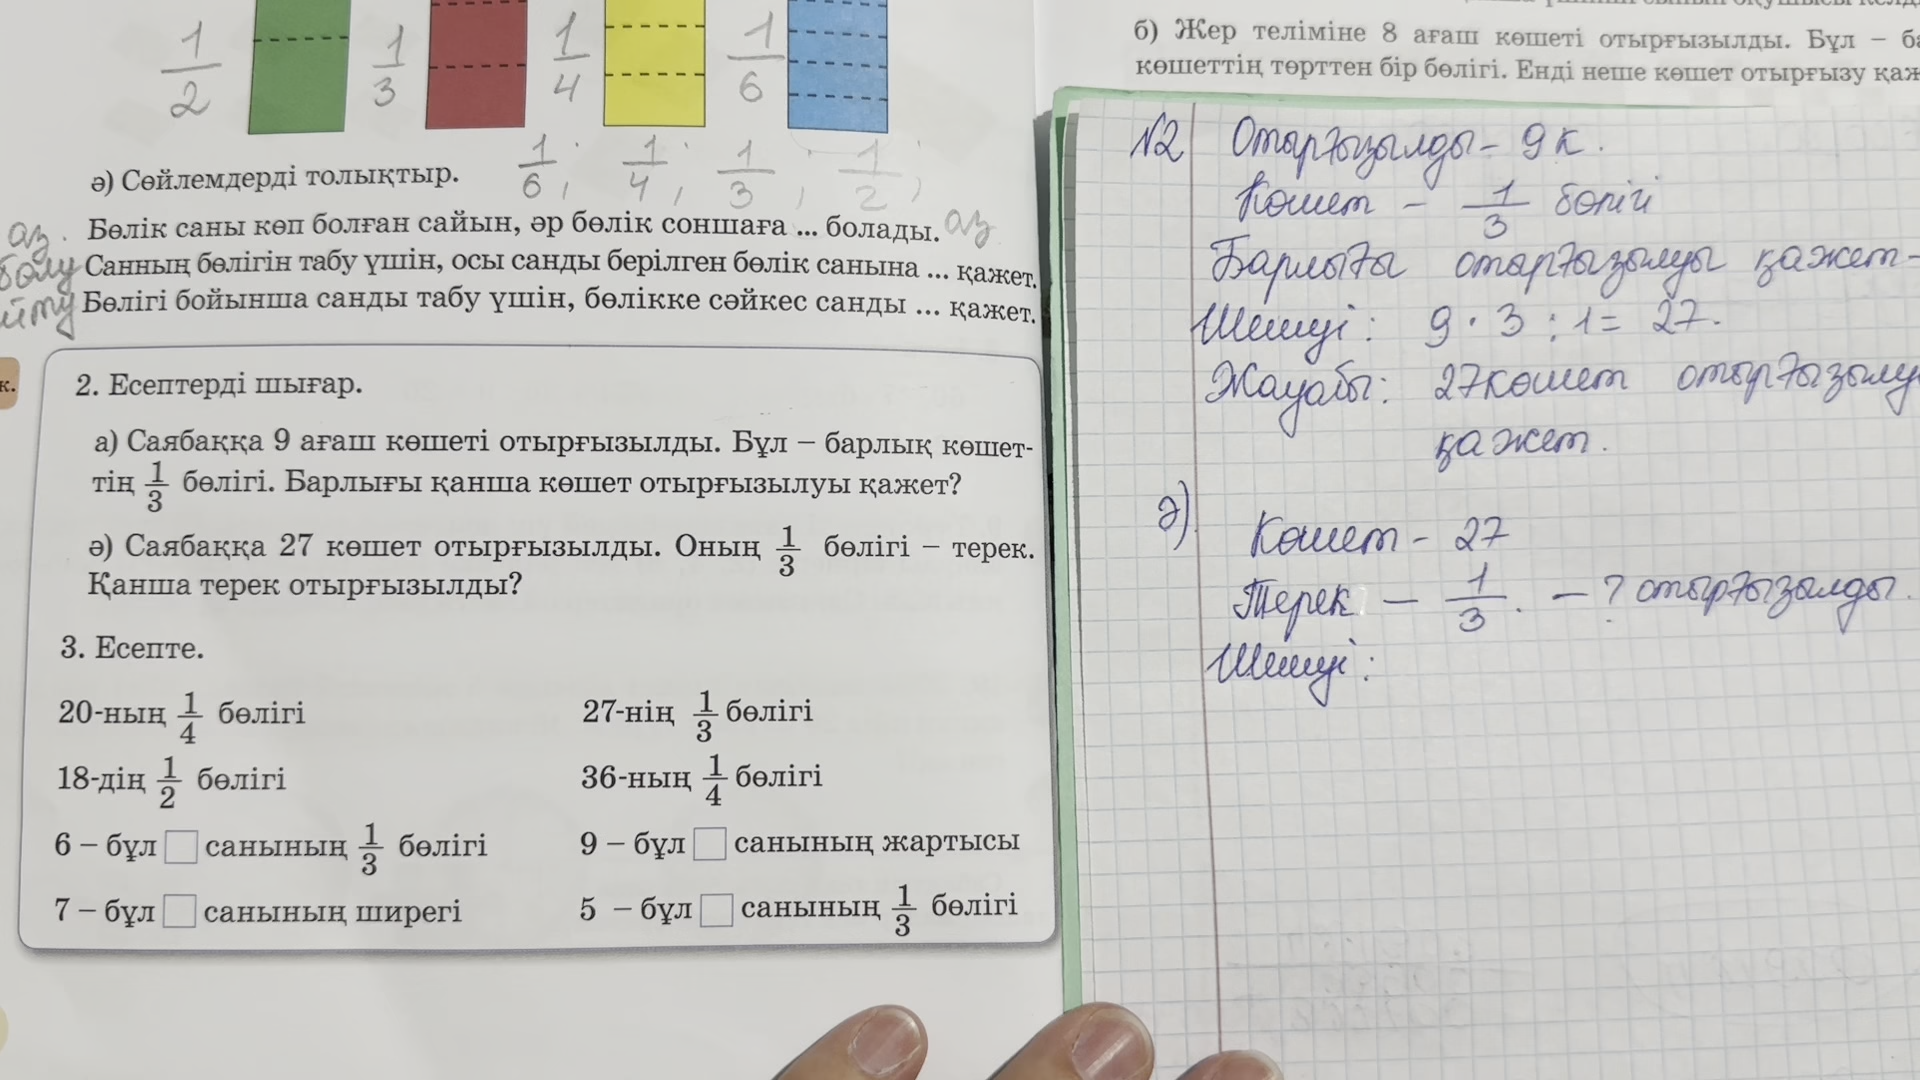 1/2 1/3 1/4 1/6
ә) Сөйлемдерді толықтыр. 1/6; 1/4; 1/3; 1/2;
аз. Бөлік саны көп болған сайын, әр бөлік соншаға ... болады. аз
бөлу Санның бөлігін табу үшін, осы санды берілген бөлік санына ... қажет.
Бөлігі бойынша санды табу үшін, бөлікке сәйкес санды ... қажет.
к.
2. Есептерді шығар.
а) Саябаққа 9 ағаш көшеті отырғызылды. Бұл – барлық көшет-
тің 1/3 бөлігі. Барлығы қанша көшет отырғызылуы қажет?
ә) Саябаққа 27 көшет отырғызылды. Оның 1/3 бөлігі – терек.
Қанша терек отырғызылды?
3. Есепте.
20-ның 1/4 бөлігі
27-нің 1/3 бөлігі
18-дің 1/2 бөлігі
36-ның 1/4 бөлігі
6 – бұл □ санының 1/3 бөлігі
9 – бұл □ санының жартысы
7 – бұл □ санының ширегі
5 – бұл □ санының 1/3 бөлігі
б) Жер теліміне 8 ағаш көшеті отырғызылды. Бұл –
көшеттің төрттен бір бөлігі. Енді неше көшет отырғызу
№2 Отырғызылды – 9к.
Көшет – 1/3 бөлігі
Барлығы отырғызылуы қажет –
Шешуі: 9 · 3 : 1 = 27.
Жауабы: 27 көшет отырғызылу
қажет.
ә) Көшет – 27
Терек – 1/3. – ? отырғызылды.
Шешуі: